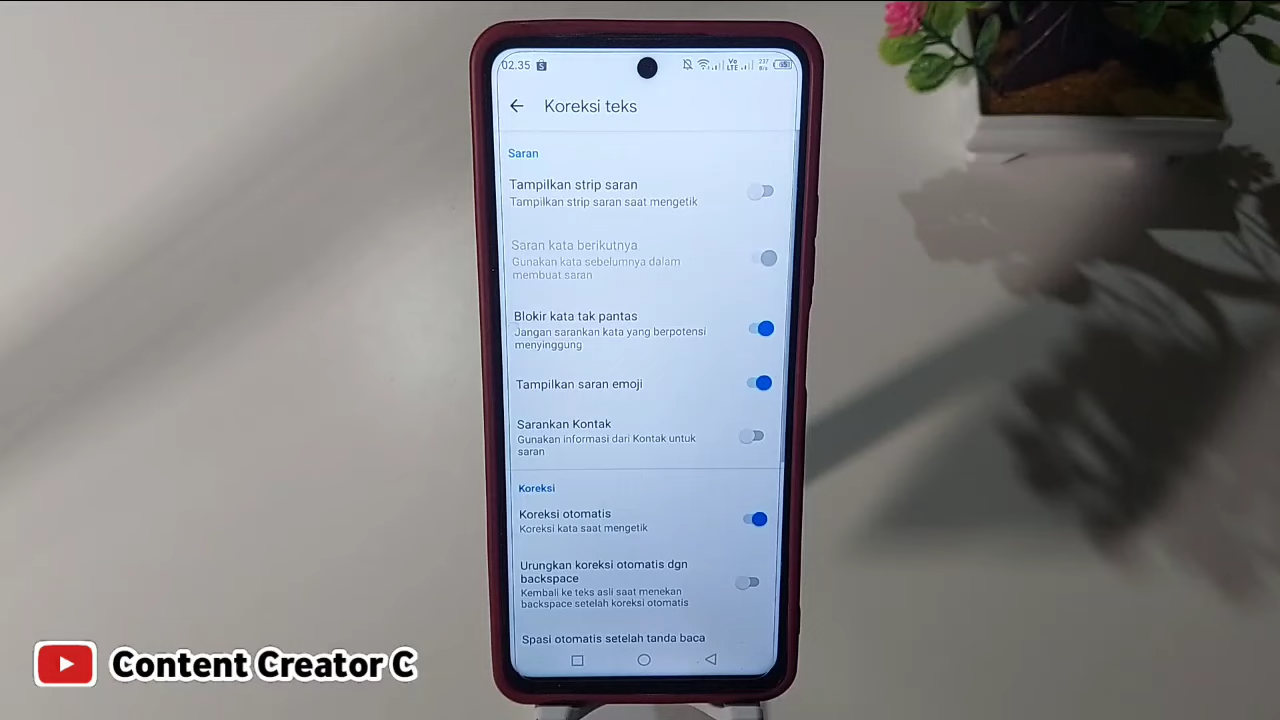 02.35
Vo
LTE
237
B/s
Koreksi teks
Saran
Tampilkan strip saran
Tampilkan strip saran saat mengetik
Saran kata berikutnya
Gunakan kata sebelumnya dalam
membuat saran
Blokir kata tak pantas
Jangan sarankan kata yang berpotensi
menyinggung
Tampilkan saran emoji
Sarankan Kontak
Gunakan informasi dari Kontak untuk
saran
Koreksi
Koreksi otomatis
Koreksi kata saat mengetik
Urungkan koreksi otomatis dgn
backspace
Kembali ke teks asli saat menekan
backspace setelah koreksi otomatis
Spasi otomatis setelah tanda baca
Content Creator C